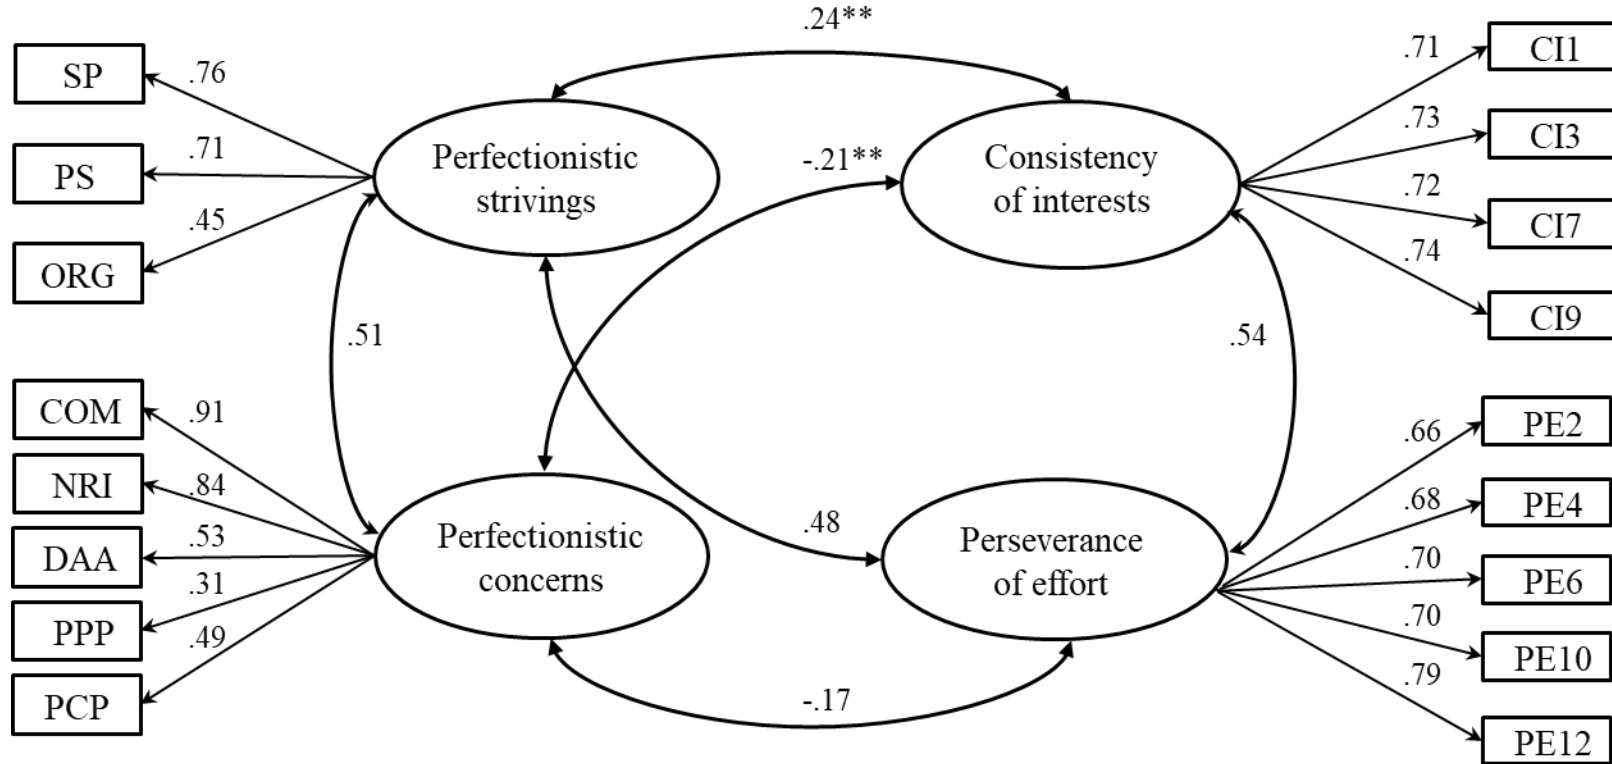 .24**
SP
.76
.71
CI1
PS
.71
Perfectionistic
strivings
-.21**
Consistency
of interests
.73
CI3
ORG
.45
.72
CI7
.74
CI9
.51
.54
COM
.91
.66
PE2
NRI
.84
.68
PE4
DAA
.53
Perfectionistic
concerns
.48
Perseverance
of effort
.70
PE6
PPP
.31
.70
PE10
PCP
.49
-.17
.79
PE12